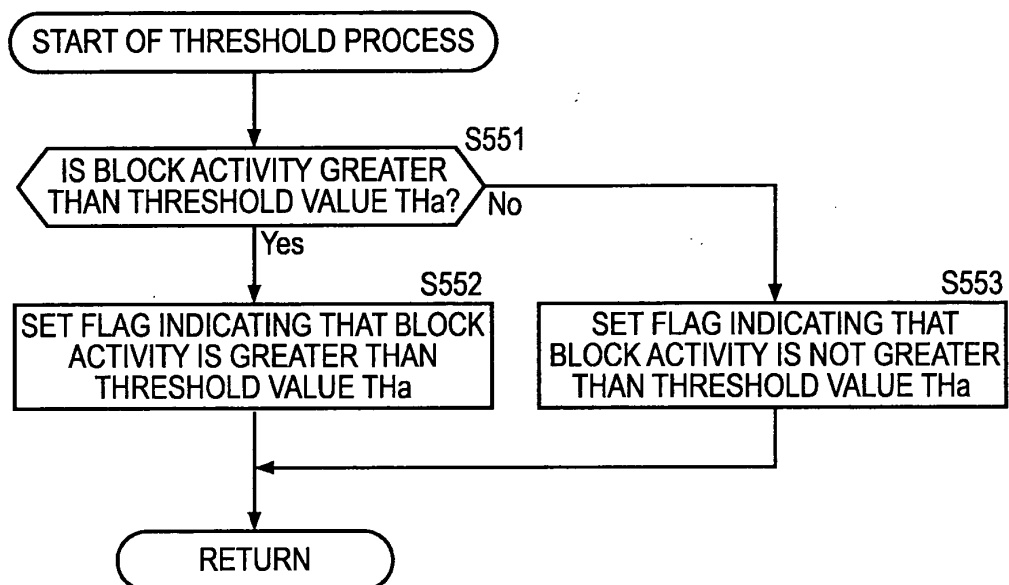 START OF THRESHOLD PROCESS
S551
IS BLOCK ACTIVITY GREATER
THAN THRESHOLD VALUE THa?
No
Yes
S552
SET FLAG INDICATING THAT BLOCK
ACTIVITY IS GREATER THAN
THRESHOLD VALUE THa
S553
SET FLAG INDICATING THAT
BLOCK ACTIVITY IS NOT GREATER
THAN THRESHOLD VALUE THa
RETURN